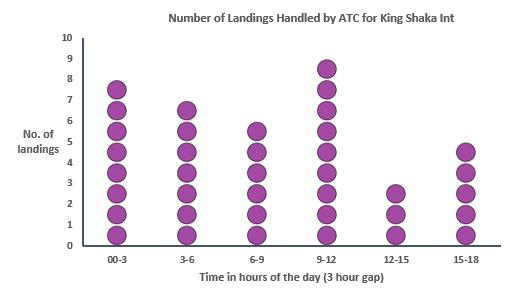 Number of Landings Handled by ATC for King Shaka Int
10
9
8
7
6
5
4
3
2
1
0
No. of
landings
00-3 3-6 6-9 9-12 12-15 15-18
Time in hours of the day (3 hour gap)